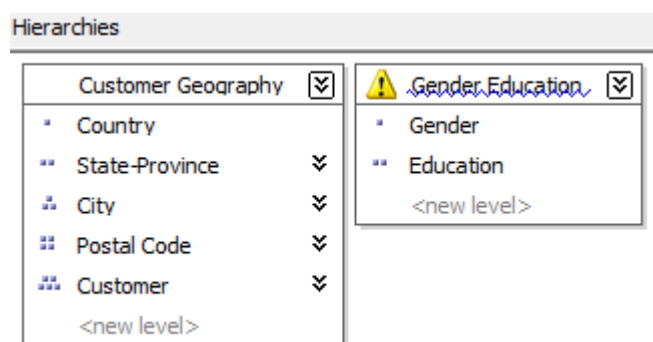 Hierarchies
Customer Geography
Country
State-Province
City
Postal Code
Customer
<new level>
Gender Education
Gender
Education
<new level>